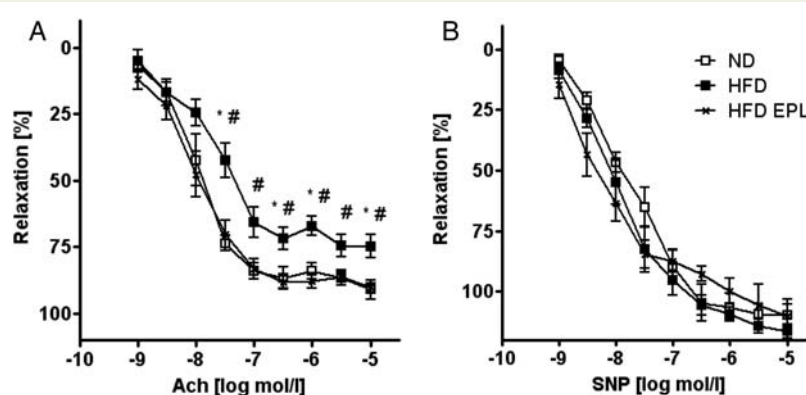 A
0
25
50
75
100
Relaxation [%]
* #
#
* #
* #
#
* #
-10 -9 -8 -7 -6 -5
Ach [log mol/l]
B
0
25
50
75
100
Relaxation [%]
ND
HFD
HFD EPL
-10 -9 -8 -7 -6 -5
SNP [log mol/l]